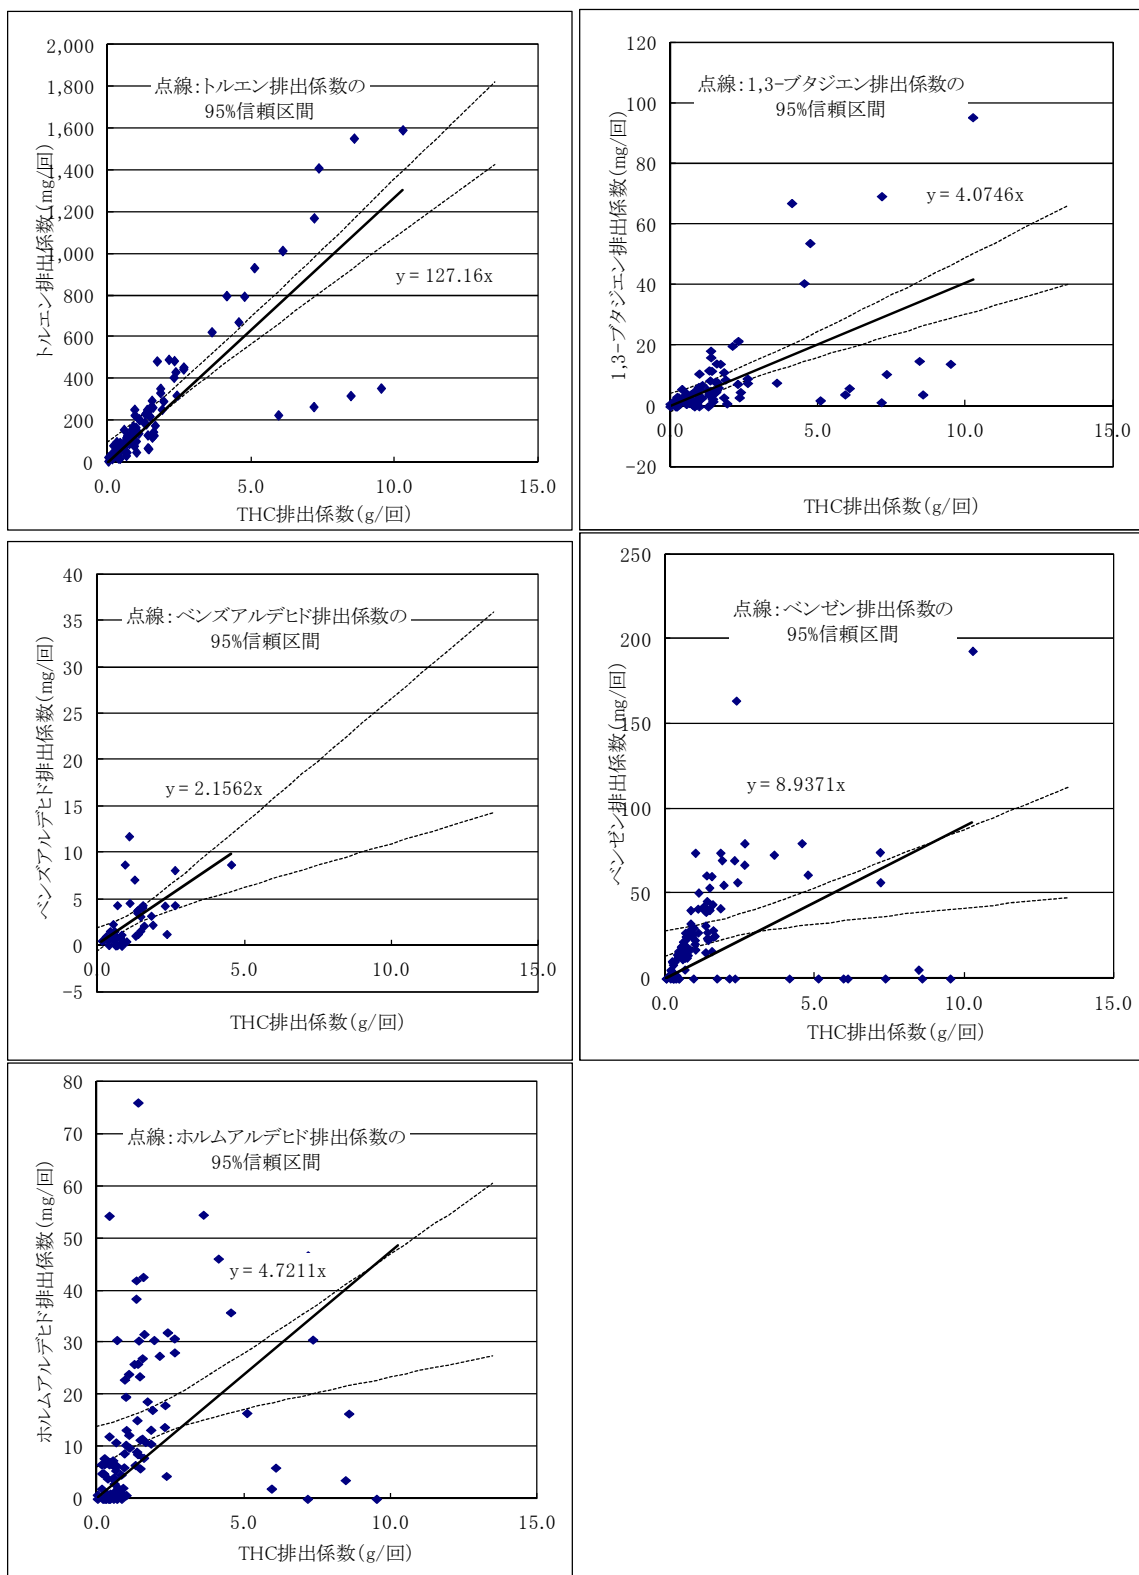 2,000
1,800
1,600
1,400
1,200
1,000
800
600
400
200
0
トルエン排出係数(mg/回)
点線:トルエン排出係数の
95%信頼区間
y = 127.16x
0.0 5.0 10.0 15.0
THC排出係数(g/回)
120
100
80
60
40
20
0
-20
1,3-ブタジエン排出係数(mg/回)
点線:1,3-ブタジエン排出係数の
95%信頼区間
y = 4.0746x
0.0 5.0 10.0 15.0
THC排出係数(g/回)
40
35
30
25
20
15
10
5
0
-5
ベンズアルデヒド排出係数(mg/回)
点線:ベンズアルデヒド排出係数の
95%信頼区間
y = 2.1562x
0.0 5.0 10.0 15.0
THC排出係数(g/回)
250
200
150
100
50
0
ベンゼン排出係数(mg/回)
点線:ベンゼン排出係数の
95%信頼区間
y = 8.9371x
0.0 5.0 10.0 15.0
THC排出係数(g/回)
80
70
60
50
40
30
20
10
0
ホルムアルデヒド排出係数(mg/回)
点線:ホルムアルデヒド排出係数の
95%信頼区間
y = 4.7211x
0.0 5.0 10.0 15.0
THC排出係数(g/回)